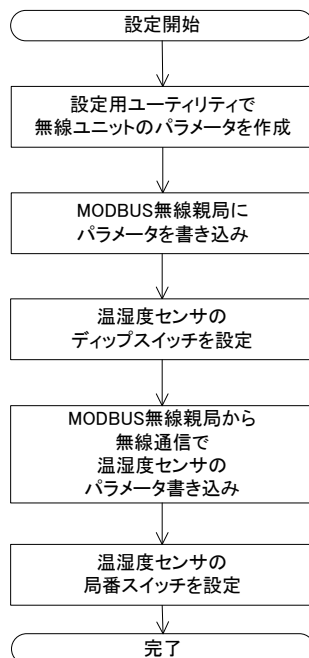 設定開始
設定用ユーティリティで
無線ユニットのパラメータを作成
MODBUS無線親局に
パラメータを書き込み
温湿度センサの
ディップスイッチを設定
MODBUS無線親局から
無線通信で
温湿度センサの
パラメータ書き込み
温湿度センサの
局番スイッチを設定
完了